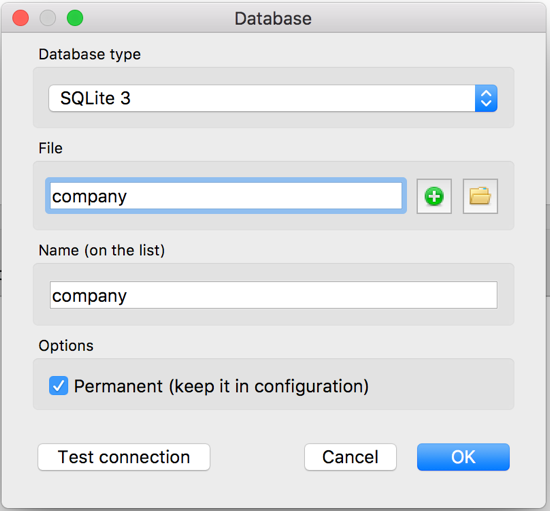 Database
Database type
SQLite 3
File
company
Name (on the list)
company
Options
Permanent (keep it in configuration)
Test connection
Cancel
OK